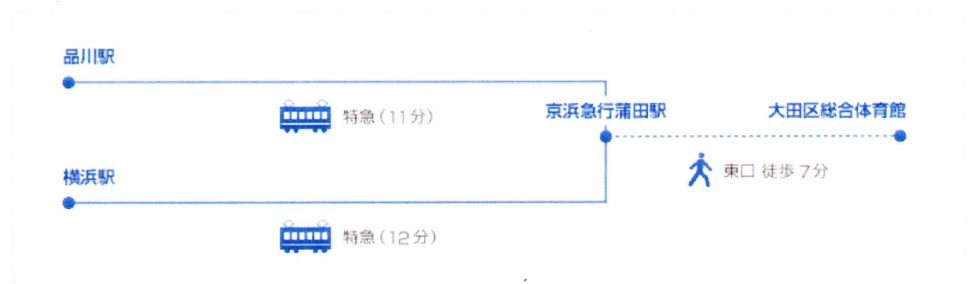 品川駅
特急（11分）
京浜急行蒲田駅
大田区総合体育館
東口 徒歩7分
横浜駅
特急（12分）